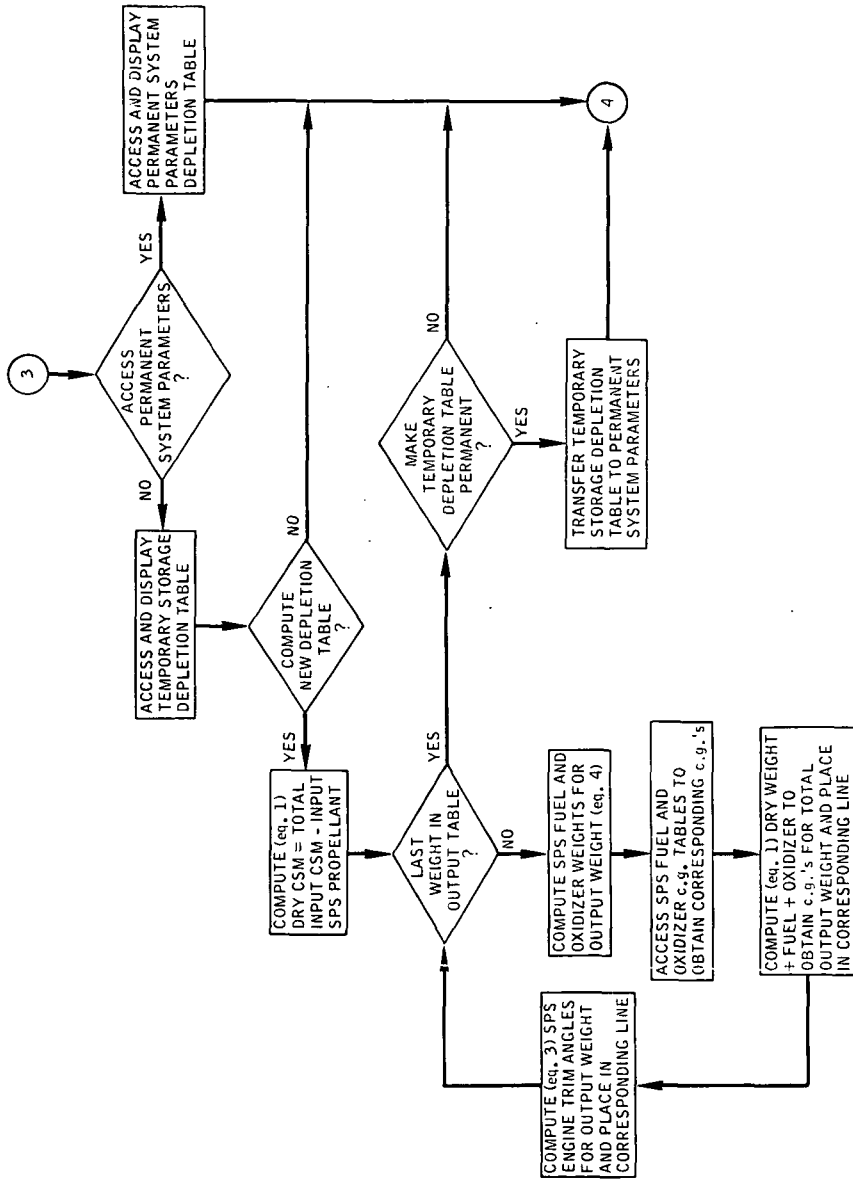 3
ACCESS
PERMANENT
SYSTEM PARAMETERS
?
YES
ACCESS AND DISPLAY
PERMANENT SYSTEM
PARAMETERS
DEPLETION TABLE
NO
ACCESS AND DISPLAY
TEMPORARY STORAGE
DEPLETION TABLE
COMPUTE
NEW DEPLETION
TABLE
?
NO
YES
COMPUTE (eq. 1)
DRY CSM = TOTAL
INPUT CSM - INPUT
SPS PROPELLANT
LAST
WEIGHT IN
OUTPUT TABLE
?
YES
MAKE
TEMPORARY
DEPLETION TABLE
PERMANENT
?
NO
YES
TRANSFER TEMPORARY
STORAGE DEPLETION
TABLE TO PERMANENT
SYSTEM PARAMETERS
4
NO
COMPUTE SPS FUEL AND
OXIDIZER WEIGHTS FOR
OUTPUT WEIGHT (eq. 4)
ACCESS SPS FUEL AND
OXIDIZER c.g. TABLES TO
OBTAIN CORRESPONDING c.g.'s
COMPUTE (eq. 1) DRY WEIGHT
+ FUEL + OXIDIZER TO
OBTAIN c.g.'s FOR TOTAL
OUTPUT WEIGHT AND PLACE
IN CORRESPONDING LINE
COMPUTE (eq. 3) SPS
ENGINE TRIM ANGLES
FOR OUTPUT WEIGHT
AND PLACE IN
CORRESPONDING LINE